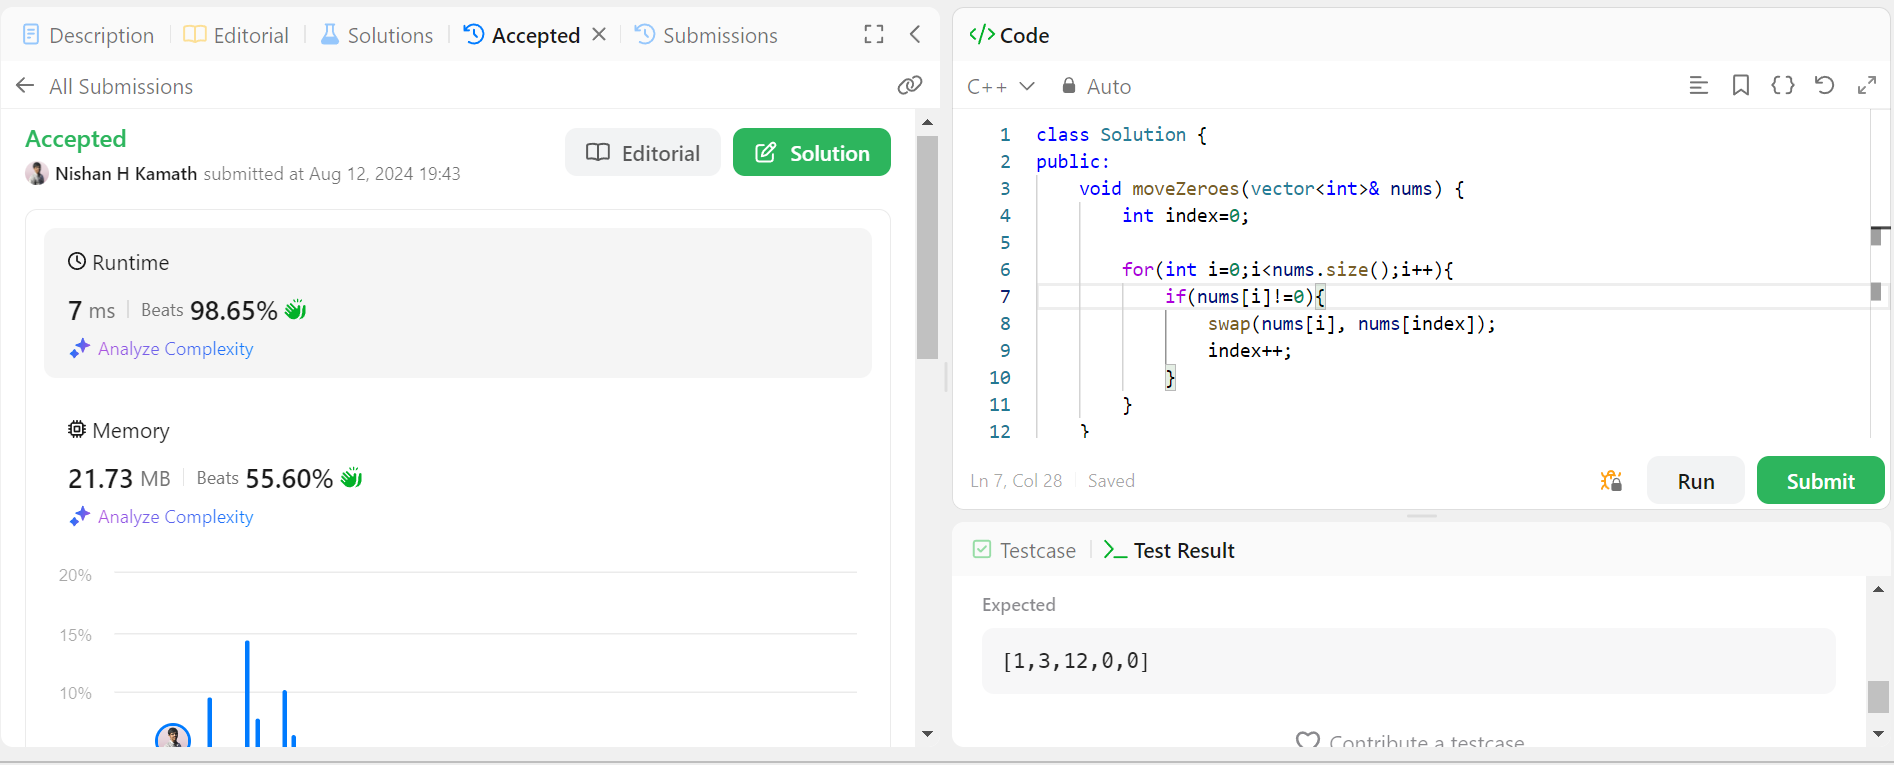 Description
Editorial
Solutions
Accepted
Submissions
All Submissions
Accepted
Nishan H Kamath submitted at Aug 12, 2024 19:43
Editorial
Solution
Runtime
7 ms
Beats 98.65%
Analyze Complexity
Memory
21.73 MB
Beats 55.60%
Analyze Complexity
20%
15%
10%
</> Code
C++
Auto
1 class Solution {
2 public:
3 void moveZeroes(vector<int>& nums) {
4 int index=0;
5
6 for(int i=0;i<nums.size();i++){
7 if(nums[i]!=0){
8 swap(nums[i], nums[index]);
9 index++;
10 }
11 }
12 }
Ln 7, Col 28
Saved
Run
Submit
Testcase
Test Result
Expected
[1,3,12,0,0]
Contribute a testcase